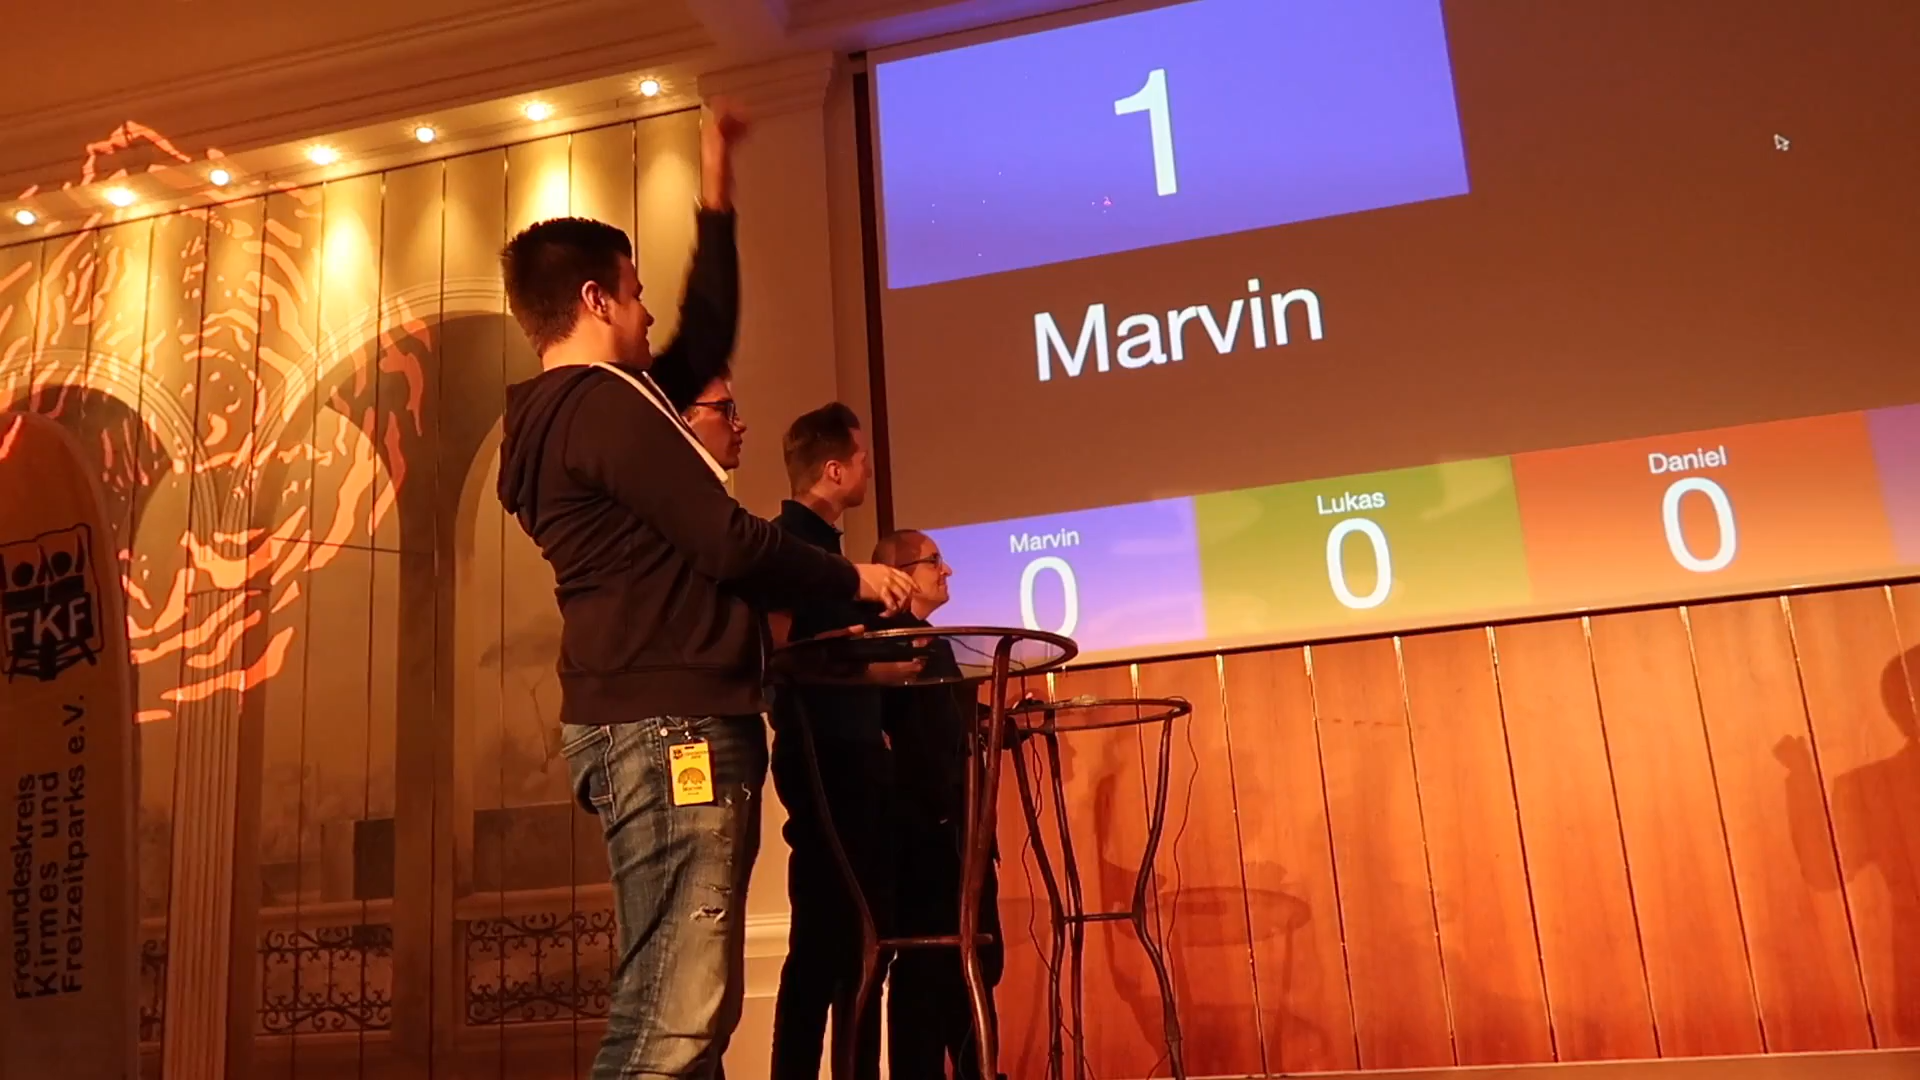 1
Marvin
Marvin
0
Lukas
0
Daniel
0
FKF
Freundeskreis
Kirmes und
Freizeitparks e.V.